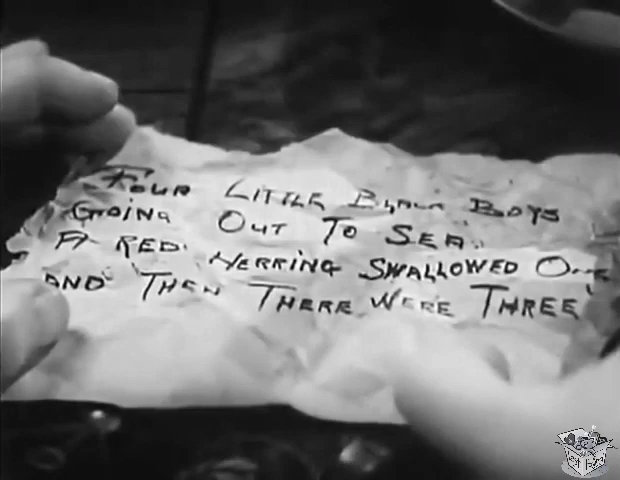 FOUR LITTLE BLACK BOYS
GOING OUT TO SEA.
A RED HERRING SWALLOWED ONE
AND THEN THERE WERE THREE